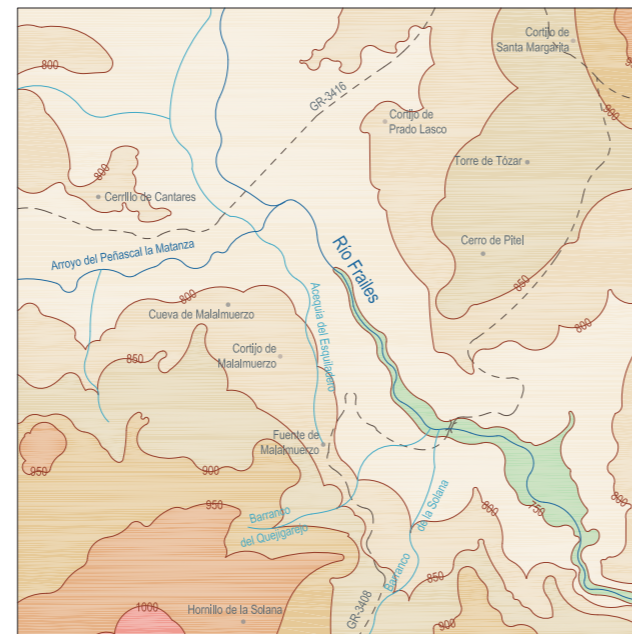 Cortijo de
Santa Margarita
800
GR-3416
Cortijo de
Prado Lasco
800
Torre de Tózar
800
Cerrillo de Cantares
Río Frailes
Cerro de Pitel
Arroyo del Peñascal la Matanza
850
800
Cueva de Malalmuerzo
Acequia del Esquiladero
800
850
Cortijo de
Malalmuerzo
Fuente de
Malalmuerzo
950
900
950
Barranco
del Quejigarejo
Barranco
de la Solana
800
750
800
850
GR-3408
1000
Hornillo de la Solana
900